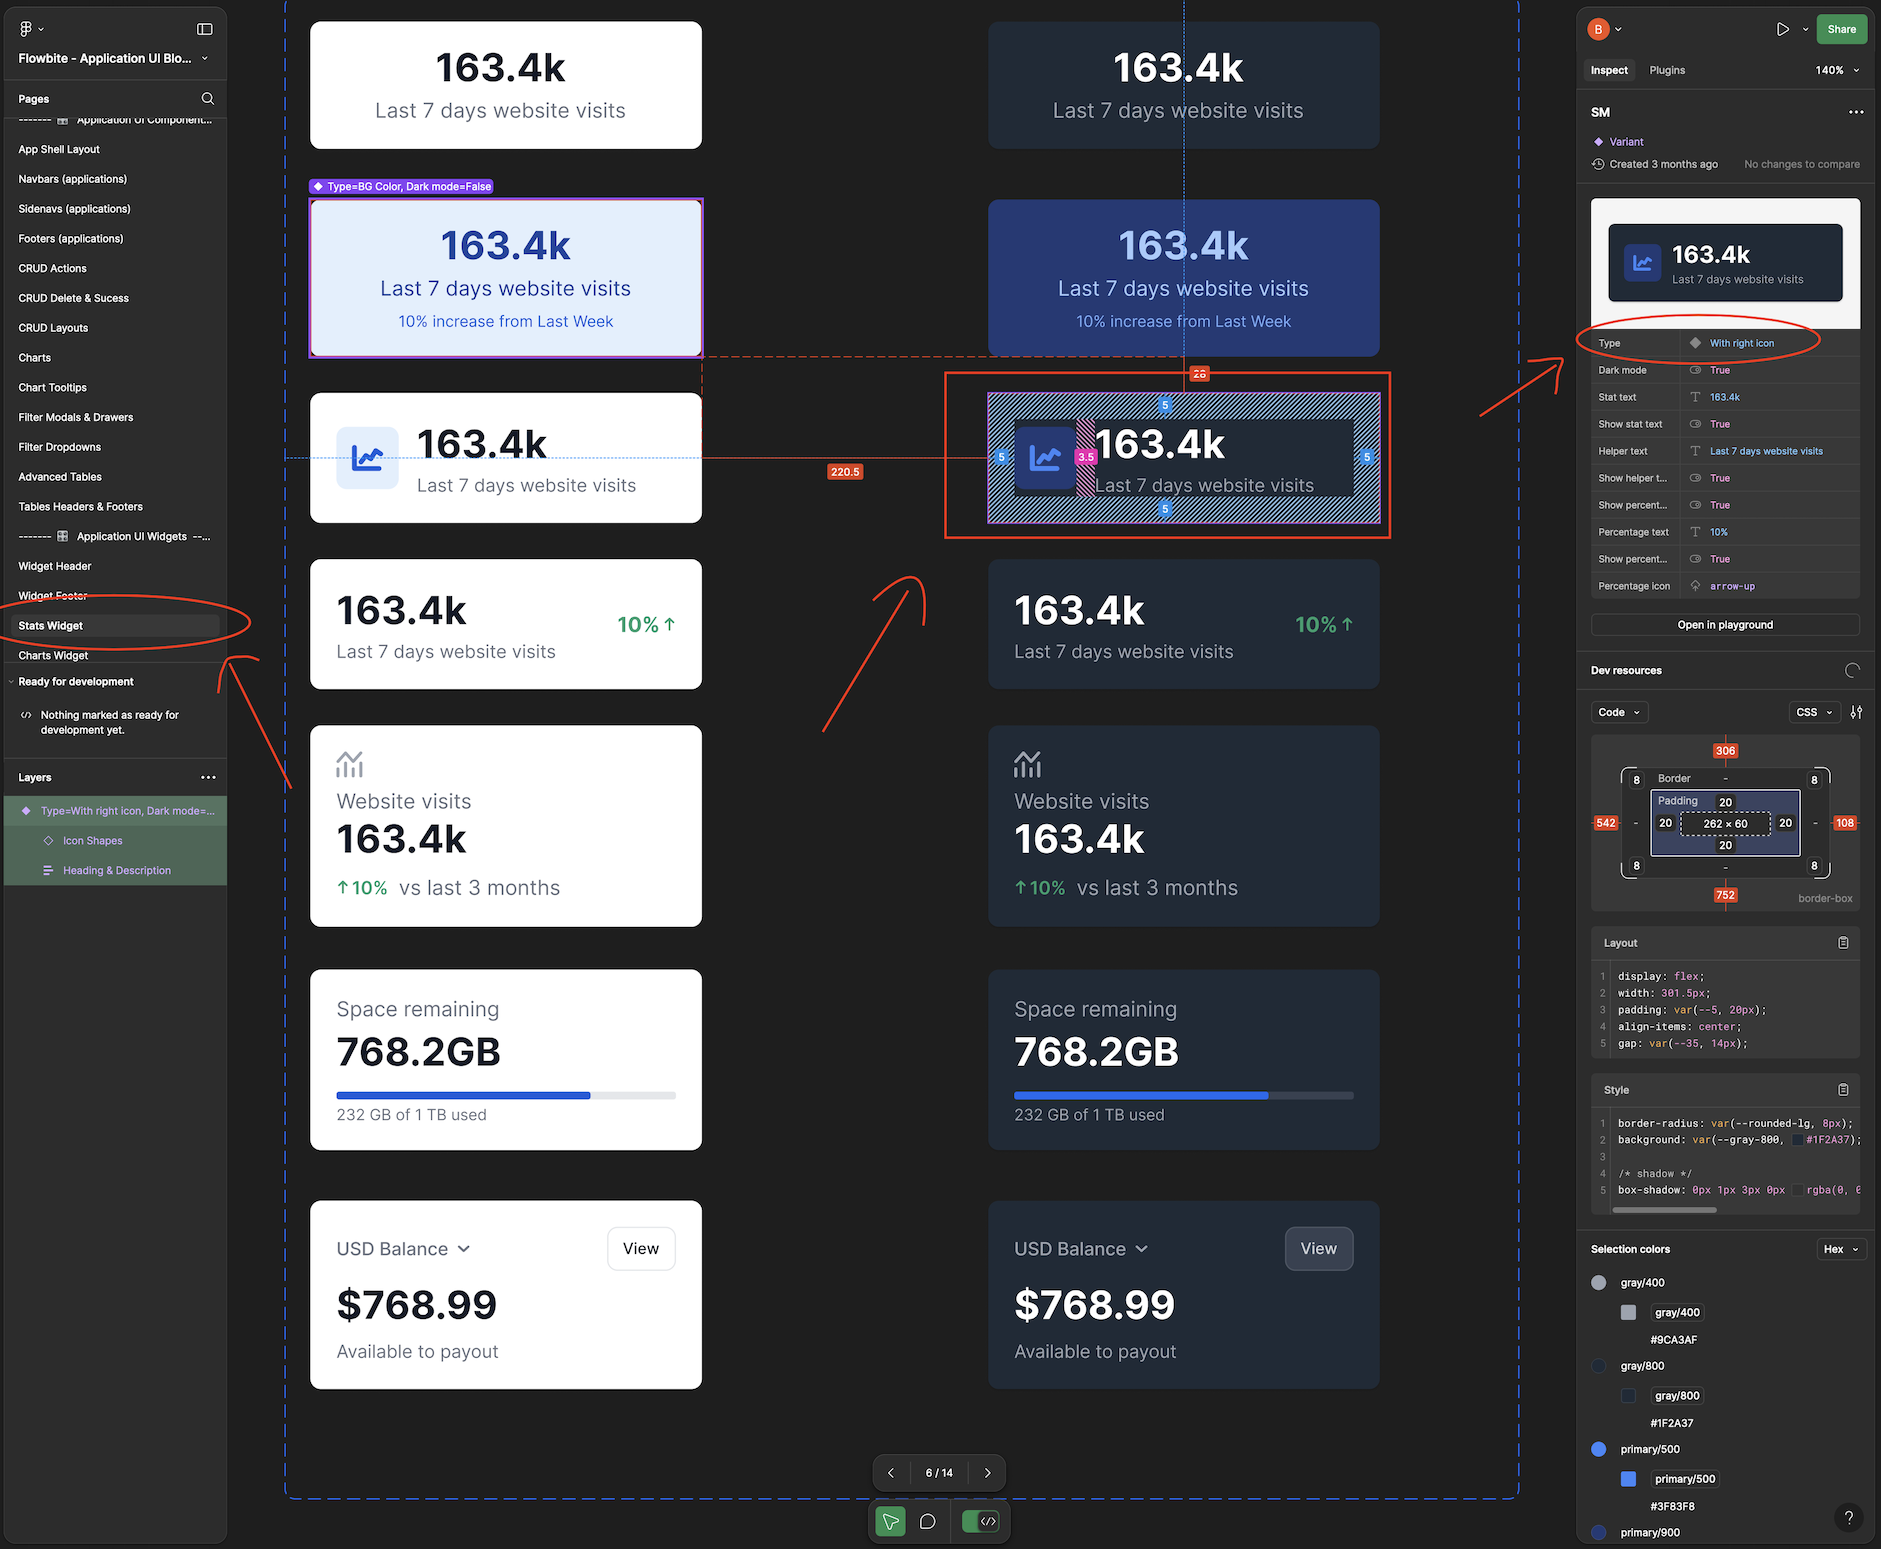 Flowbite - Application UI Blo...
Pages
------- Application UI Component...
App Shell Layout
Navbars (applications)
Sidenavs (applications)
Footers (applications)
CRUD Actions
CRUD Delete & Sucess
CRUD Layouts
Charts
Chart Tooltips
Filter Modals & Drawers
Filter Dropdowns
Advanced Tables
Tables Headers & Footers
------- Application UI Widgets --...
Widget Header
Widget Footer
Stats Widget
Charts Widget
Ready for development
Nothing marked as ready for
development yet.
Layers
Type=With right icon, Dark mode=...
Icon Shapes
Heading & Description
163.4k
Last 7 days website visits
163.4k
Last 7 days website visits
Type=BG Color, Dark mode=False
163.4k
Last 7 days website visits
10% increase from Last Week
163.4k
Last 7 days website visits
10% increase from Last Week
28
163.4k
Last 7 days website visits
220.5
5
5
3.5
163.4k
5
Last 7 days website visits
5
163.4k
Last 7 days website visits
10%
163.4k
Last 7 days website visits
10%
Website visits
163.4k
10% vs last 3 months
Website visits
163.4k
10% vs last 3 months
Space remaining
768.2GB
232 GB of 1 TB used
Space remaining
768.2GB
232 GB of 1 TB used
USD Balance
View
$768.99
Available to payout
USD Balance
View
$768.99
Available to payout
6 / 14
B
Share
Inspect Plugins 140%
SM
Variant
Created 3 months ago No changes to compare
163.4k
Last 7 days website visits
Type With right icon
Dark mode True
Stat text 163.4k
Show stat text True
Helper text Last 7 days website visits
Show helper t... True
Show percent... True
Percentage text 10%
Show percent... True
Percentage icon arrow-up
Open in playground
Dev resources
Code CSS
306
8 Border - 8
Padding 20
542 - 20 262 × 60 20 - 108
20
8 - 8
752
border-box
Layout
1 display: flex;
2 width: 301.5px;
3 padding: var(--5, 20px);
4 align-items: center;
5 gap: var(--35, 14px);
Style
1 border-radius: var(--rounded-lg, 8px);
2 background: var(--gray-800, #1F2A37);
3
4 /* shadow */
5 box-shadow: 0px 1px 3px 0px rgba(0, 0
Selection colors Hex
gray/400
gray/400
#9CA3AF
gray/800
gray/800
#1F2A37
primary/500
primary/500
#3F83F8
primary/900
?